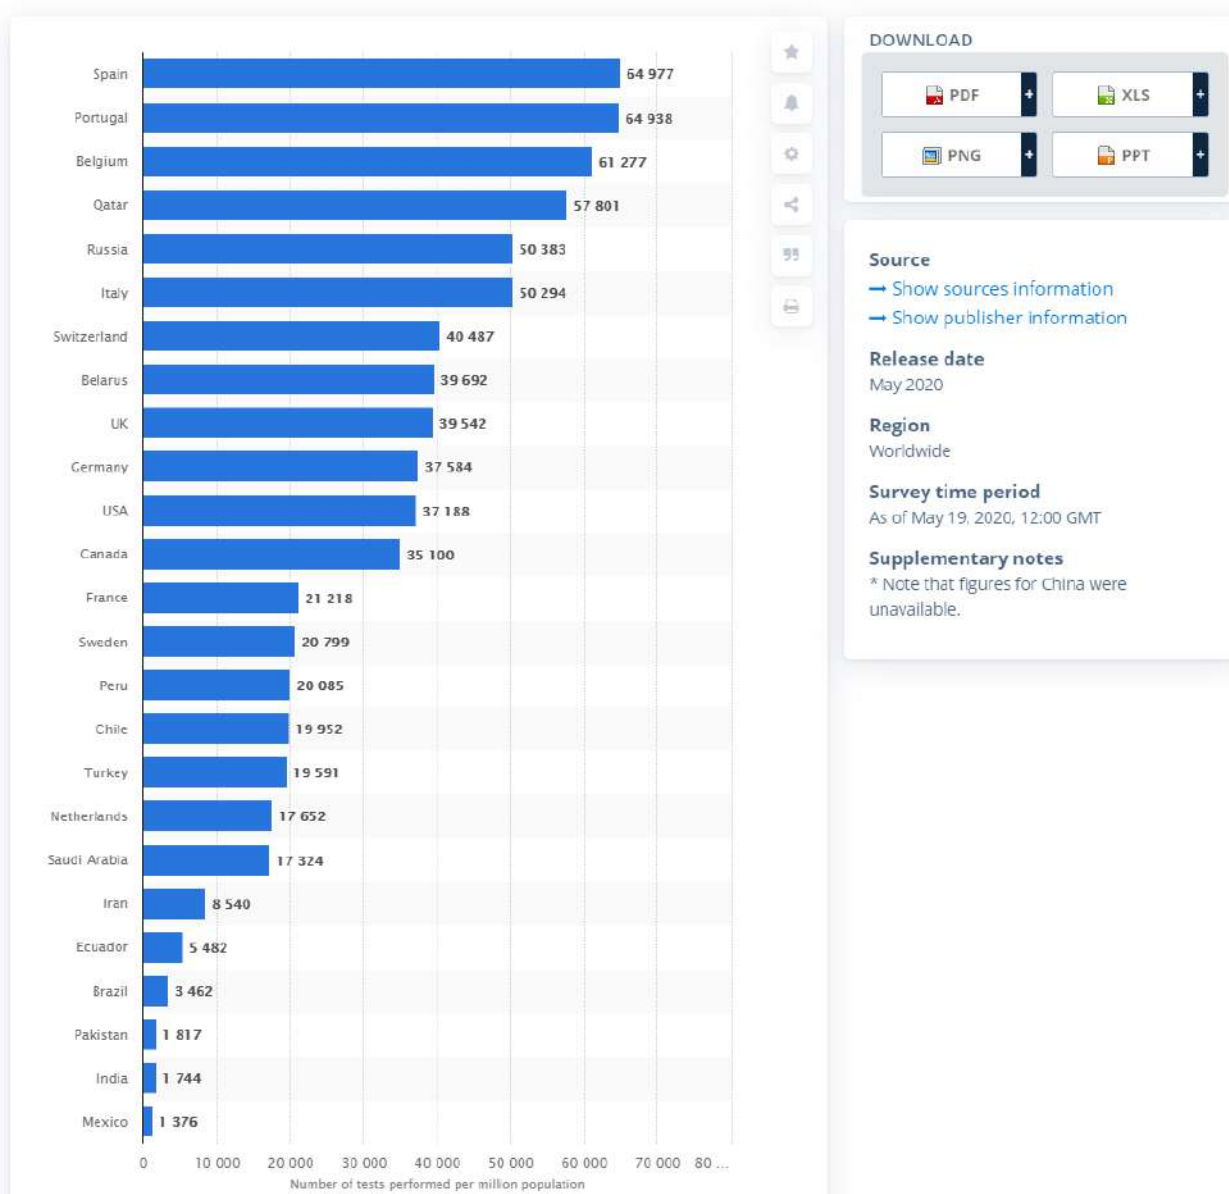 Spain 64 977
Portugal 64 938
Belgium 61 277
Qatar 57 801
Russia 50 383
Italy 50 294
Switzerland 40 487
Belarus 39 692
UK 39 542
Germany 37 584
USA 37 188
Canada 35 100
France 21 218
Sweden 20 799
Peru 20 085
Chile 19 952
Turkey 19 591
Netherlands 17 652
Saudi Arabia 17 324
Iran 8 540
Ecuador 5 482
Brazil 3 462
Pakistan 1 817
India 1 744
Mexico 1 376
0 10 000 20 000 30 000 40 000 50 000 60 000 70 000 80 ...
Number of tests performed per million population
DOWNLOAD
PDF + XLS +
PNG + PPT +
Source
→ Show sources information
→ Show publisher information
Release date
May 2020
Region
Worldwide
Survey time period
As of May 19, 2020, 12:00 GMT
Supplementary notes
* Note that figures for China were
unavailable.